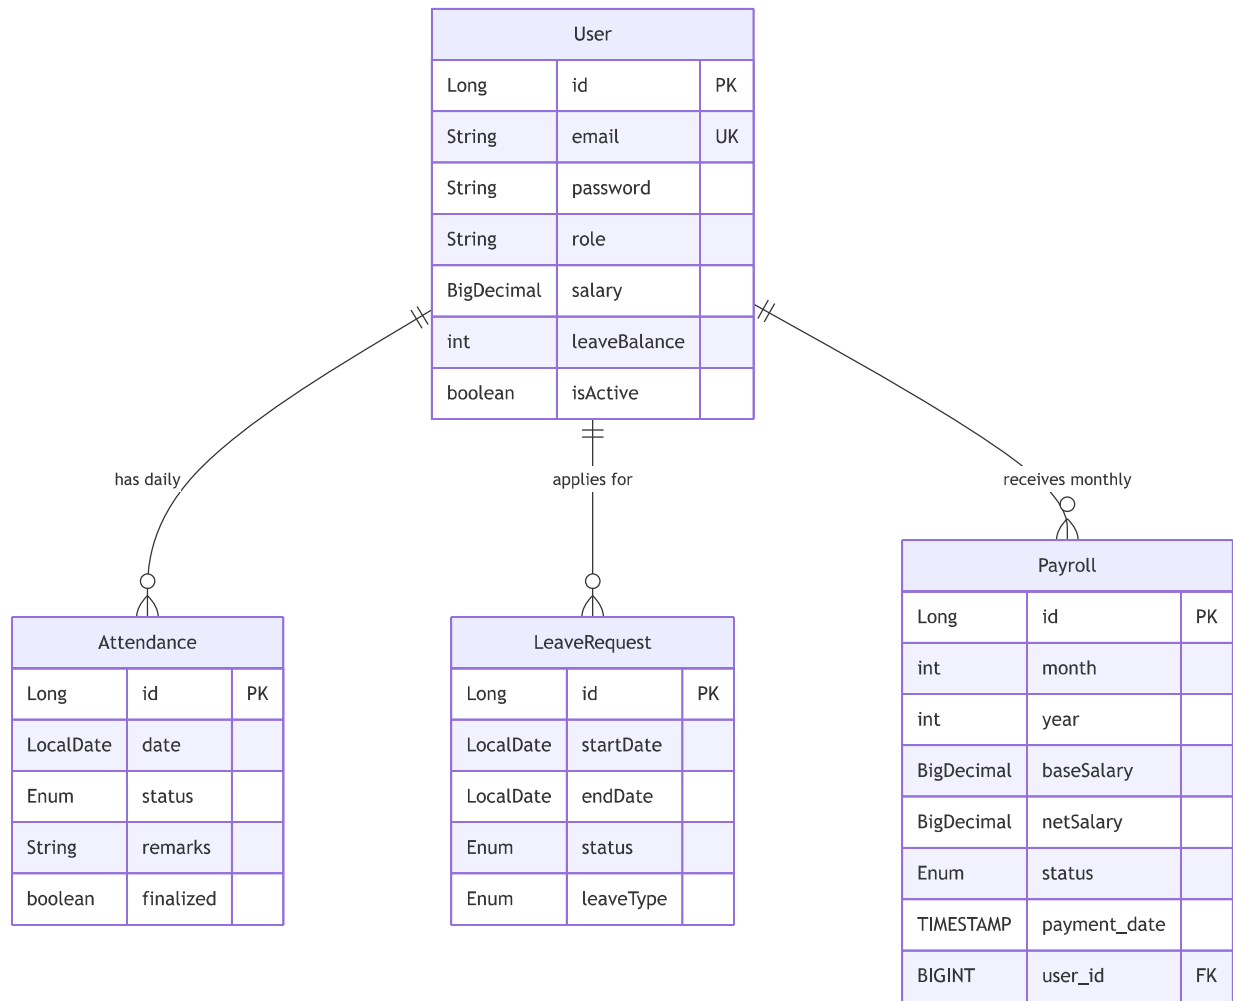 User
Long id PK
String email UK
String password
String role
BigDecimal salary
int leaveBalance
boolean isActive
has daily
applies for
receives monthly
Attendance
Long id PK
LocalDate date
Enum status
String remarks
boolean finalized
LeaveRequest
Long id PK
LocalDate startDate
LocalDate endDate
Enum status
Enum leaveType
Payroll
Long id PK
int month
int year
BigDecimal baseSalary
BigDecimal netSalary
Enum status
TIMESTAMP payment_date
BIGINT user_id FK